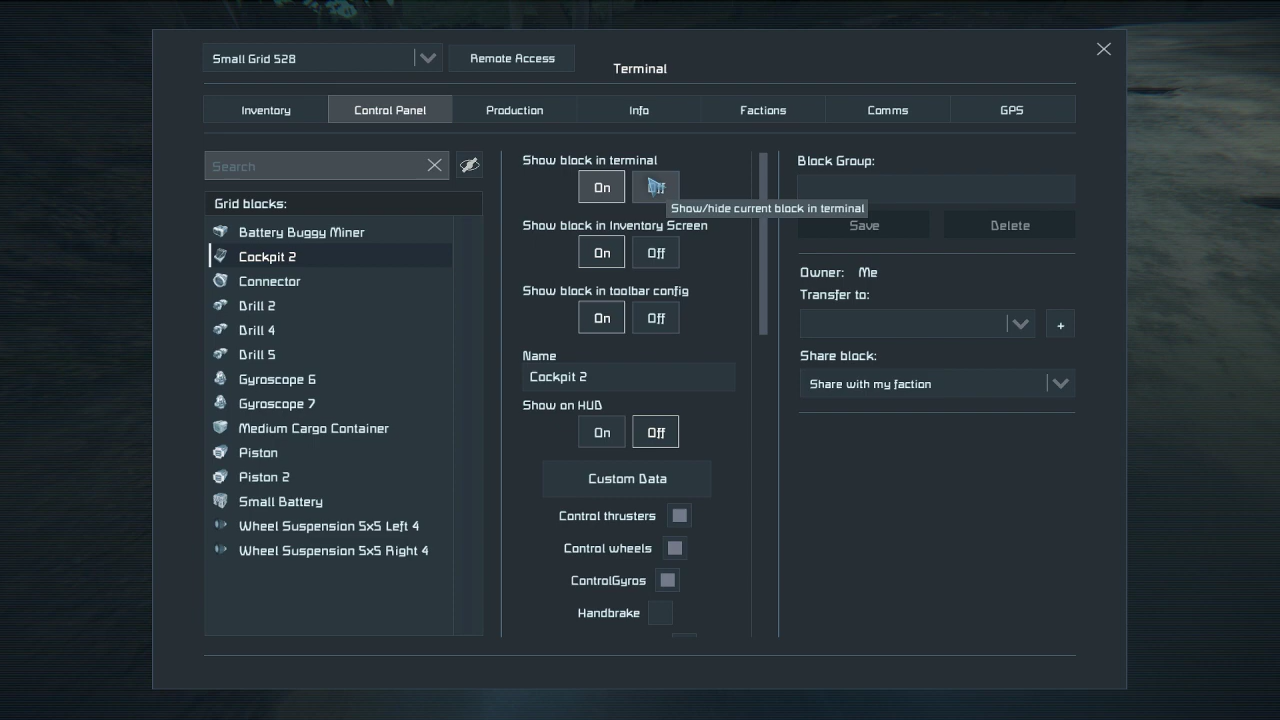 Small Grid 528
Remote Access
Terminal
Inventory
Control Panel
Production
Info
Factions
Comms
GPS
Search
Grid blocks:
Battery Buggy Miner
Cockpit 2
Connector
Drill 2
Drill 4
Drill 5
Gyroscope 6
Gyroscope 7
Medium Cargo Container
Piston
Piston 2
Small Battery
Wheel Suspension 5x5 Left 4
Wheel Suspension 5x5 Right 4
Show block in terminal
On Off
Show/hide current block in terminal
Show block in Inventory Screen
On Off
Show block in toolbar config
On Off
Name
Cockpit 2
Show on HUD
On Off
Custom Data
Control thrusters
Control wheels
ControlGyros
Handbrake
Block Group:
Save
Delete
Owner: Me
Transfer to:
+
Share block:
Share with my faction